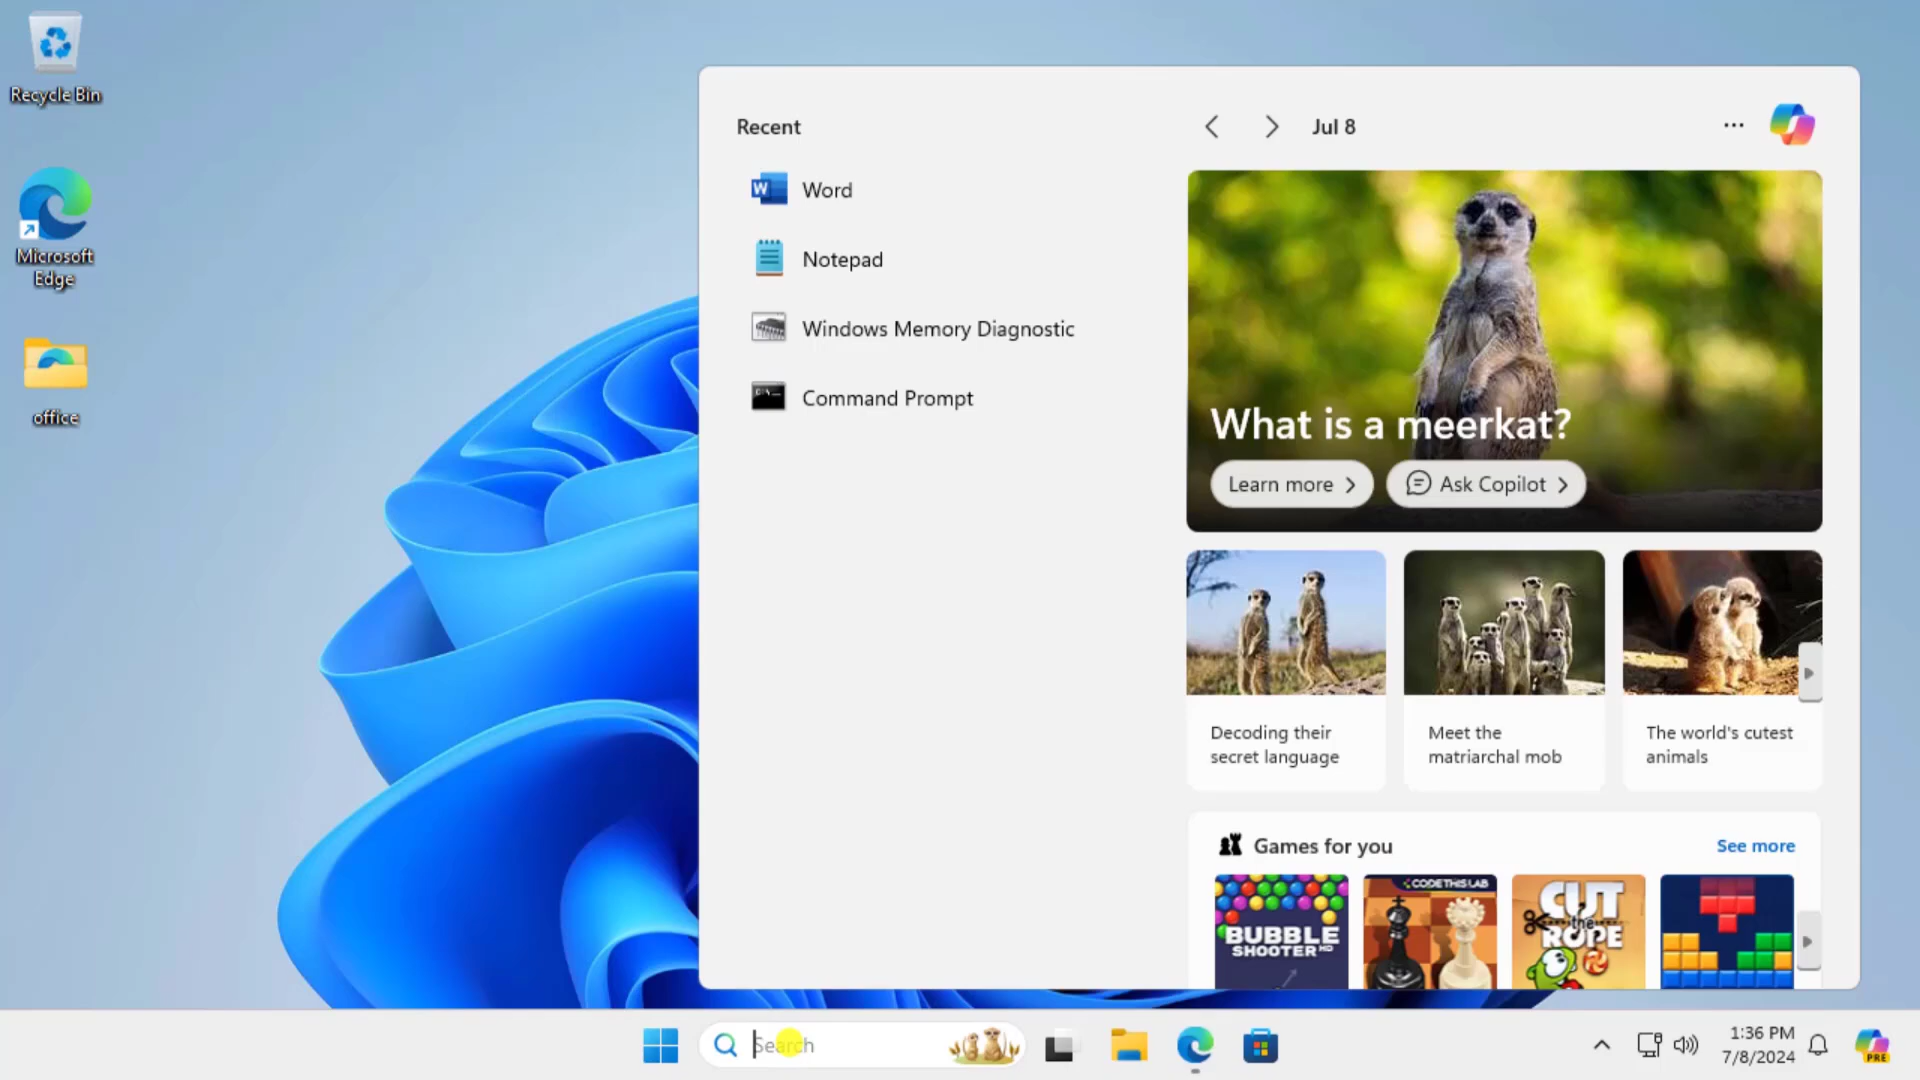 Recycle Bin
Microsoft
Edge
office
Recent
W Word
Notepad
Windows Memory Diagnostic
Command Prompt
Jul 8
What is a meerkat?
Learn more
Ask Copilot
Decoding their
secret language
Meet the
matriarchal mob
The world's cutest
animals
Games for you
See more
BUBBLE
SHOOTER HD
CODETHISLAB
CUT
the
ROPE
Search
1:36 PM
7/8/2024
PRE